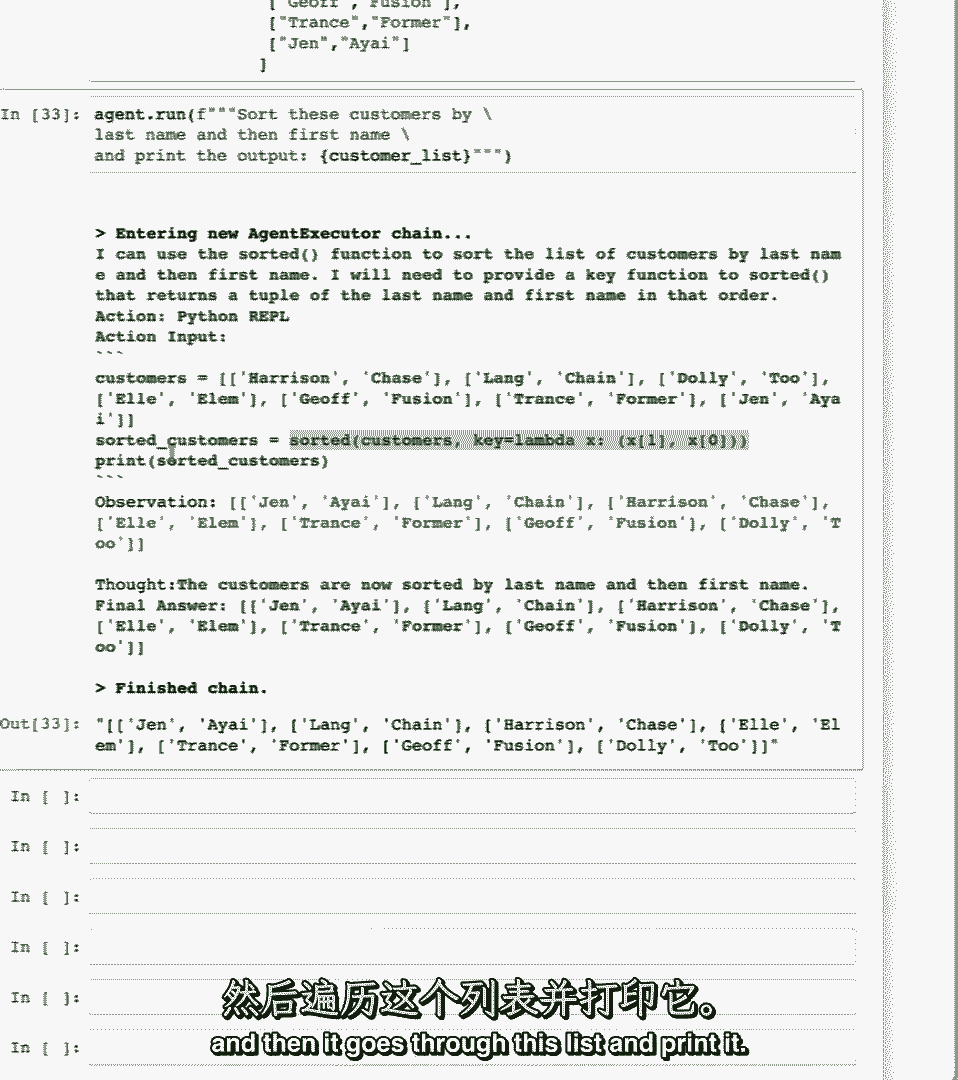 ["Geoff","Fusion"],
["Trance","Former"],
["Jen","Ayai"]
]
In [33]: agent.run(f"""Sort these customers by \
last name and then first name \
and print the output: {customer_list}""")
> Entering new AgentExecutor chain...
I can use the sorted() function to sort the list of customers by last nam
e and then first name. I will need to provide a key function to sorted()
that returns a tuple of the last name and first name in that order.
Action: Python REPL
Action Input:
```
customers = [['Harrison', 'Chase'], ['Lang', 'Chain'], ['Dolly', 'Too'],
['Elle', 'Elem'], ['Geoff', 'Fusion'], ['Trance', 'Former'], ['Jen', 'Aya
i']]
sorted_customers = sorted(customers, key=lambda x: (x[1], x[0]))
print(sorted_customers)
```
Observation: [['Jen', 'Ayai'], ['Lang', 'Chain'], ['Harrison', 'Chase'],
['Elle', 'Elem'], ['Trance', 'Former'], ['Geoff', 'Fusion'], ['Dolly', 'T
oo']]
Thought:The customers are now sorted by last name and then first name.
Final Answer: [['Jen', 'Ayai'], ['Lang', 'Chain'], ['Harrison', 'Chase'],
['Elle', 'Elem'], ['Trance', 'Former'], ['Geoff', 'Fusion'], ['Dolly', 'T
oo']]
> Finished chain.
Out[33]: "[['Jen', 'Ayai'], ['Lang', 'Chain'], ['Harrison', 'Chase'], ['Elle', 'El
em'], ['Trance', 'Former'], ['Geoff', 'Fusion'], ['Dolly', 'Too']]"
In [ ]:
In [ ]:
In [ ]:
In [ ]:
In [ ]:
然后遍历这个列表并打印它。
In [ ]:
and then it goes through this list and print it.